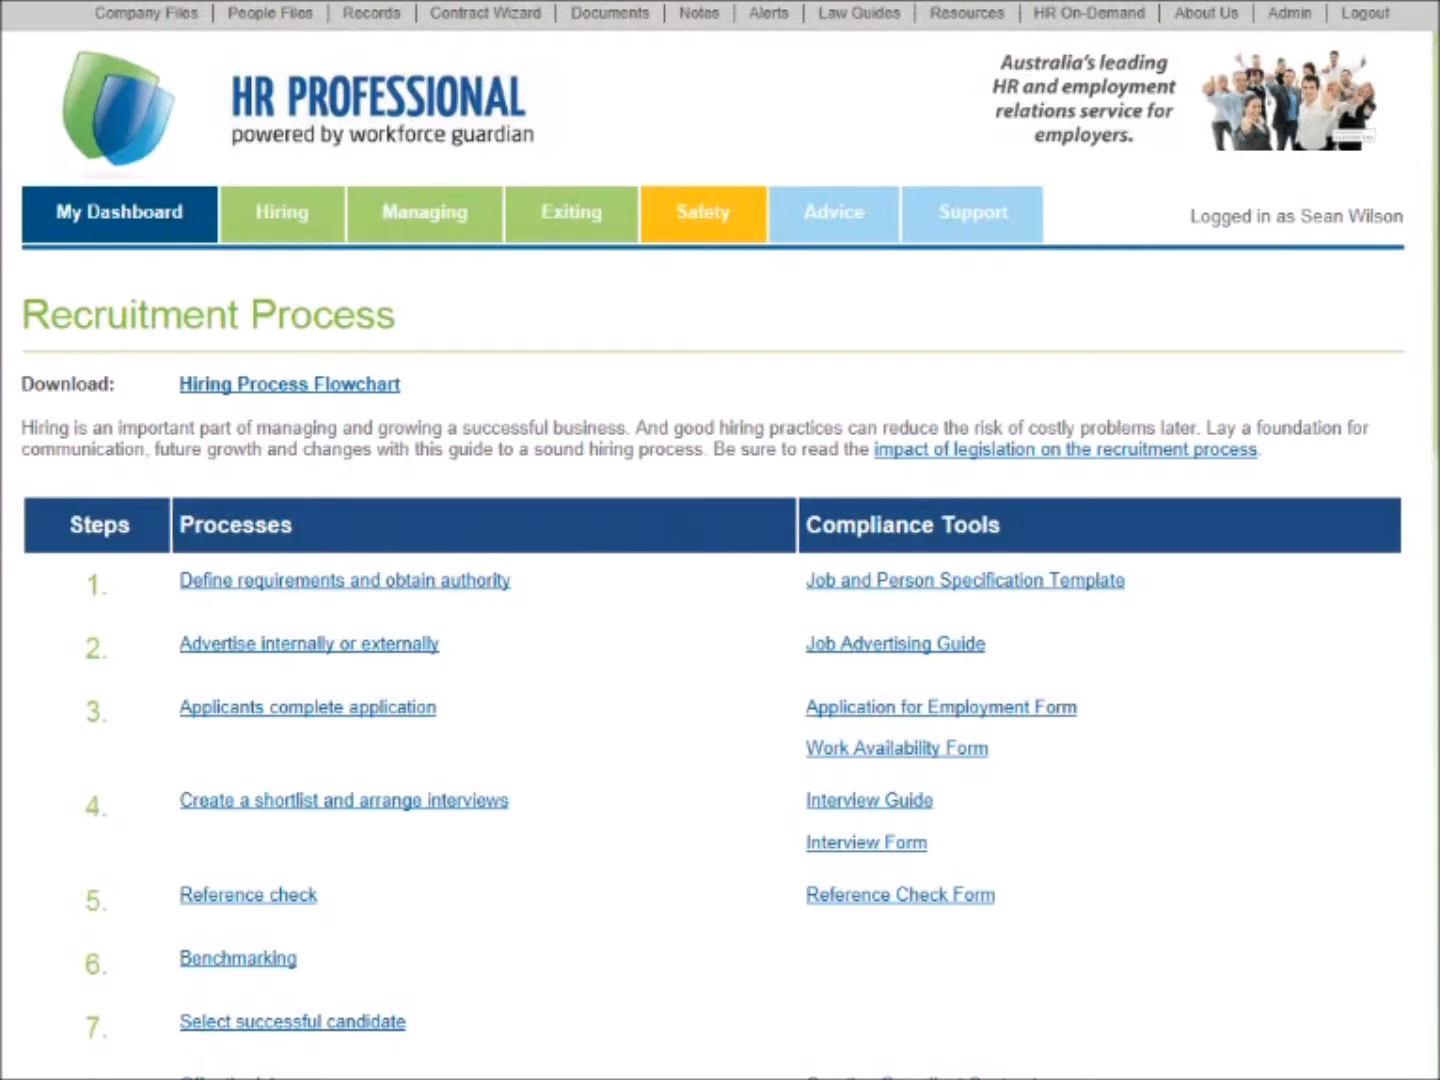 Company Files | People Files | Records | Contract Wizard | Documents | Notes | Alerts | Law Guides | Resources | HR On-Demand | About Us | Admin | Logout
HR PROFESSIONAL
powered by workforce guardian
Australia's leading
HR and employment
relations service for
employers.
My Dashboard Hiring Managing Exiting Safety Advice Support
Logged in as Sean Wilson
Recruitment Process
Download: Hiring Process Flowchart
Hiring is an important part of managing and growing a successful business. And good hiring practices can reduce the risk of costly problems later. Lay a foundation for
communication, future growth and changes with this guide to a sound hiring process. Be sure to read the impact of legislation on the recruitment process.
Steps Processes Compliance Tools
1. Define requirements and obtain authority Job and Person Specification Template
2. Advertise internally or externally Job Advertising Guide
3. Applicants complete application Application for Employment Form
Work Availability Form
4. Create a shortlist and arrange interviews Interview Guide
Interview Form
5. Reference check Reference Check Form
6. Benchmarking
7. Select successful candidate